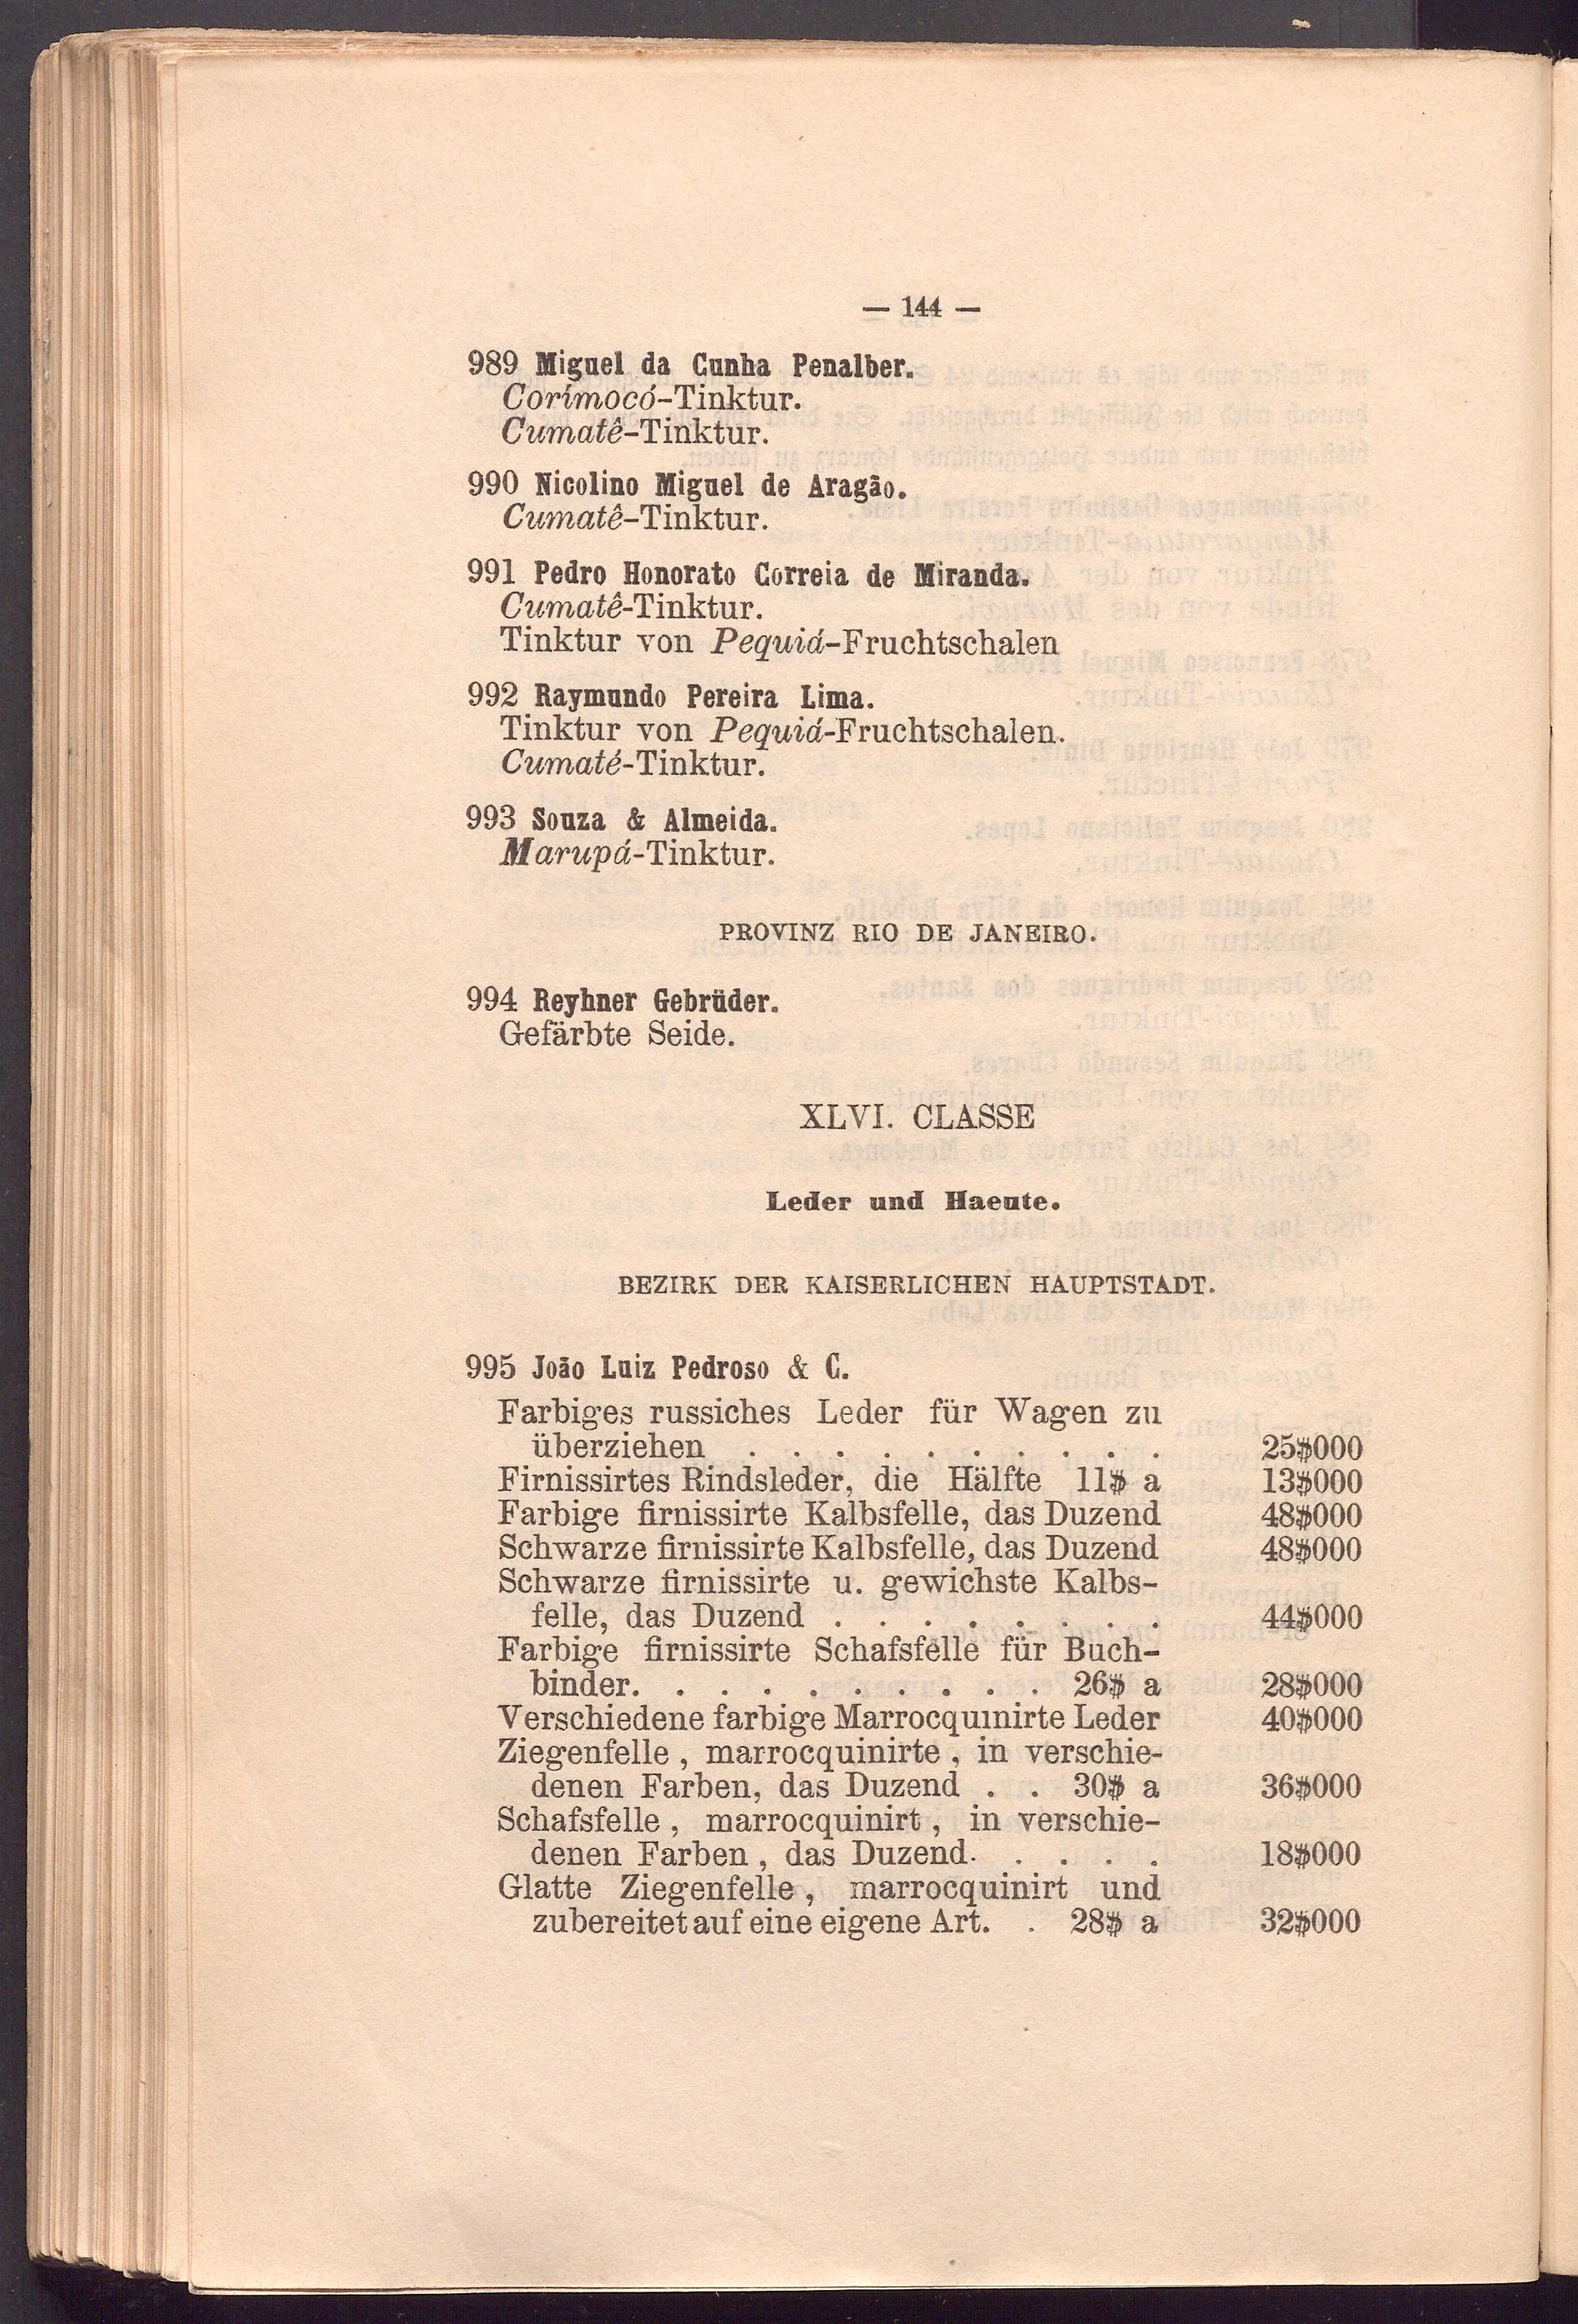 — 144 —
989 Miguel da Cunha Penalber.
Corimocó-Tinktur.
Cumatê-Tinktur.
990 Nicolino Miguel de Aragão.
Cumatê-Tinktur.
991 Pedro Honorato Correia de Miranda.
Cumatê-Tinktur.
Tinktur von Pequiá-Fruchtschalen
992 Raymundo Pereira Lima.
Tinktur von Pequiá-Fruchtschalen.
Cumaté-Tinktur.
993 Souza & Almeida.
Marupá-Tinktur.
PROVINZ RIO DE JANEIRO.
994 Reyhner Gebrüder.
Gefärbte Seide.
XLVI. CLASSE
Leder und Haeute.
BEZIRK DER KAISERLICHEN HAUPTSTADT.
995 João Luiz Pedroso & C.
Farbiges russiches Leder für Wagen zu
überziehen . . . . . . . . . . 25$000
Firnissirtes Rindsleder, die Hälfte 11$ a 13$000
Farbige firnissirte Kalbsfelle, das Duzend 48$000
Schwarze firnissirte Kalbsfelle, das Duzend 48$000
Schwarze firnissirte u. gewichste Kalbs-
felle, das Duzend . . . . . . . . 44$000
Farbige firnissirte Schafsfelle für Buch-
binder. . . . . . . . . . 26$ a 28$000
Verschiedene farbige Marrocquinirte Leder 40$000
Ziegenfelle, marrocquinirte, in verschie-
denen Farben, das Duzend . . 30$ a 36$000
Schafsfelle, marrocquinirt, in verschie-
denen Farben, das Duzend. . . . . 18$000
Glatte Ziegenfelle, marrocquinirt und
zubereitet auf eine eigene Art. . 28$ a 32$000